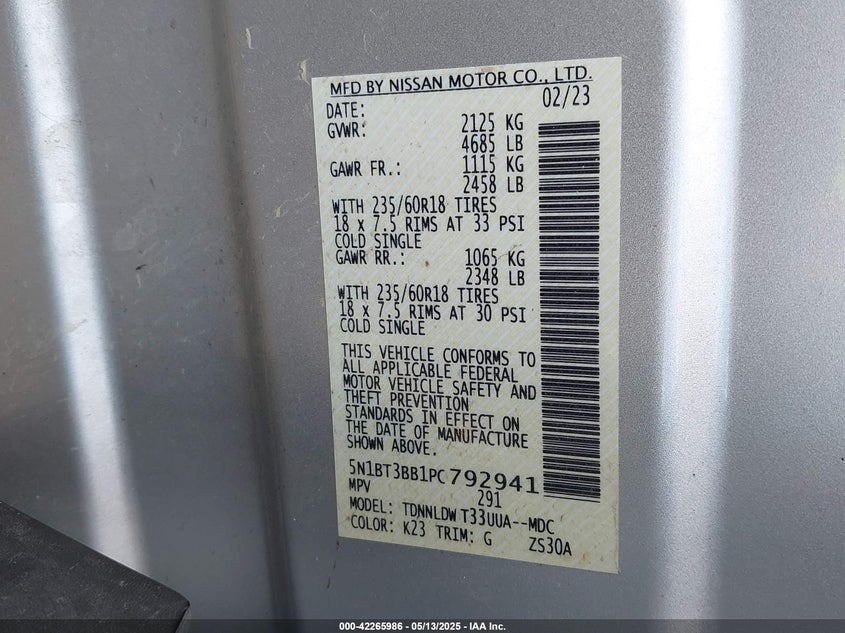 MFD BY NISSAN MOTOR CO., LTD.
DATE: 02/23
GVWR: 2125 KG
4685 LB
GAWR FR.: 1115 KG
2458 LB
WITH 235/60R18 TIRES
18 x 7.5 RIMS AT 33 PSI
COLD SINGLE
GAWR RR.: 1065 KG
2348 LB
WITH 235/60R18 TIRES
18 x 7.5 RIMS AT 30 PSI
COLD SINGLE
THIS VEHICLE CONFORMS TO
ALL APPLICABLE FEDERAL
MOTOR VEHICLE SAFETY AND
THEFT PREVENTION
STANDARDS IN EFFECT ON
THE DATE OF MANUFACTURE
SHOWN ABOVE.
5N1BT3BB1PC792941
MPV 291
MODEL: TDNNLDW T33UUA--MDC
COLOR: K23 TRIM: G ZS30A
000-42265986 - 05/13/2025 - IAA Inc.